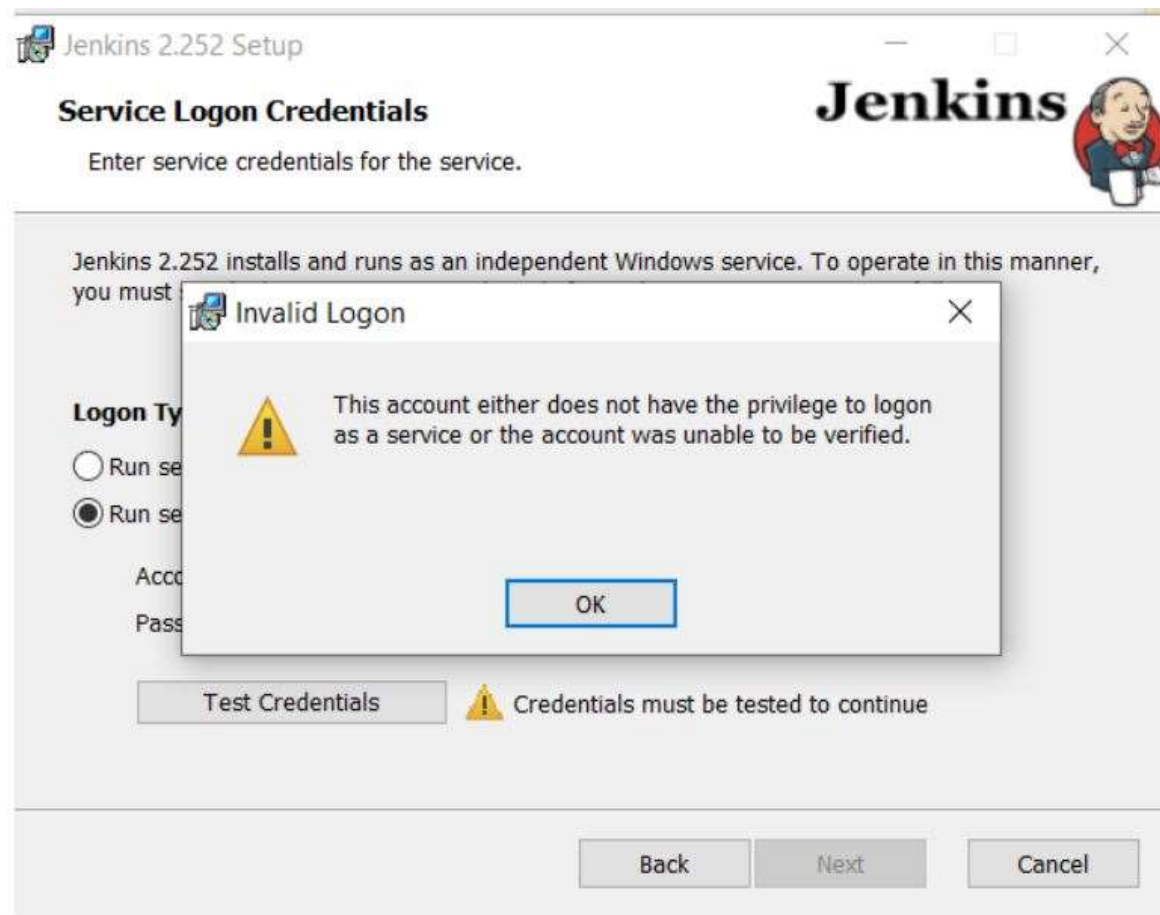 Jenkins 2.252 Setup
Service Logon Credentials
Jenkins
Enter service credentials for the service.
Jenkins 2.252 installs and runs as an independent Windows service. To operate in this manner,
you must
Invalid Logon
This account either does not have the privilege to logon
as a service or the account was unable to be verified.
Logon Ty
Run se
Run se
Acco
Pass
OK
Test Credentials
Credentials must be tested to continue
Back
Next
Cancel